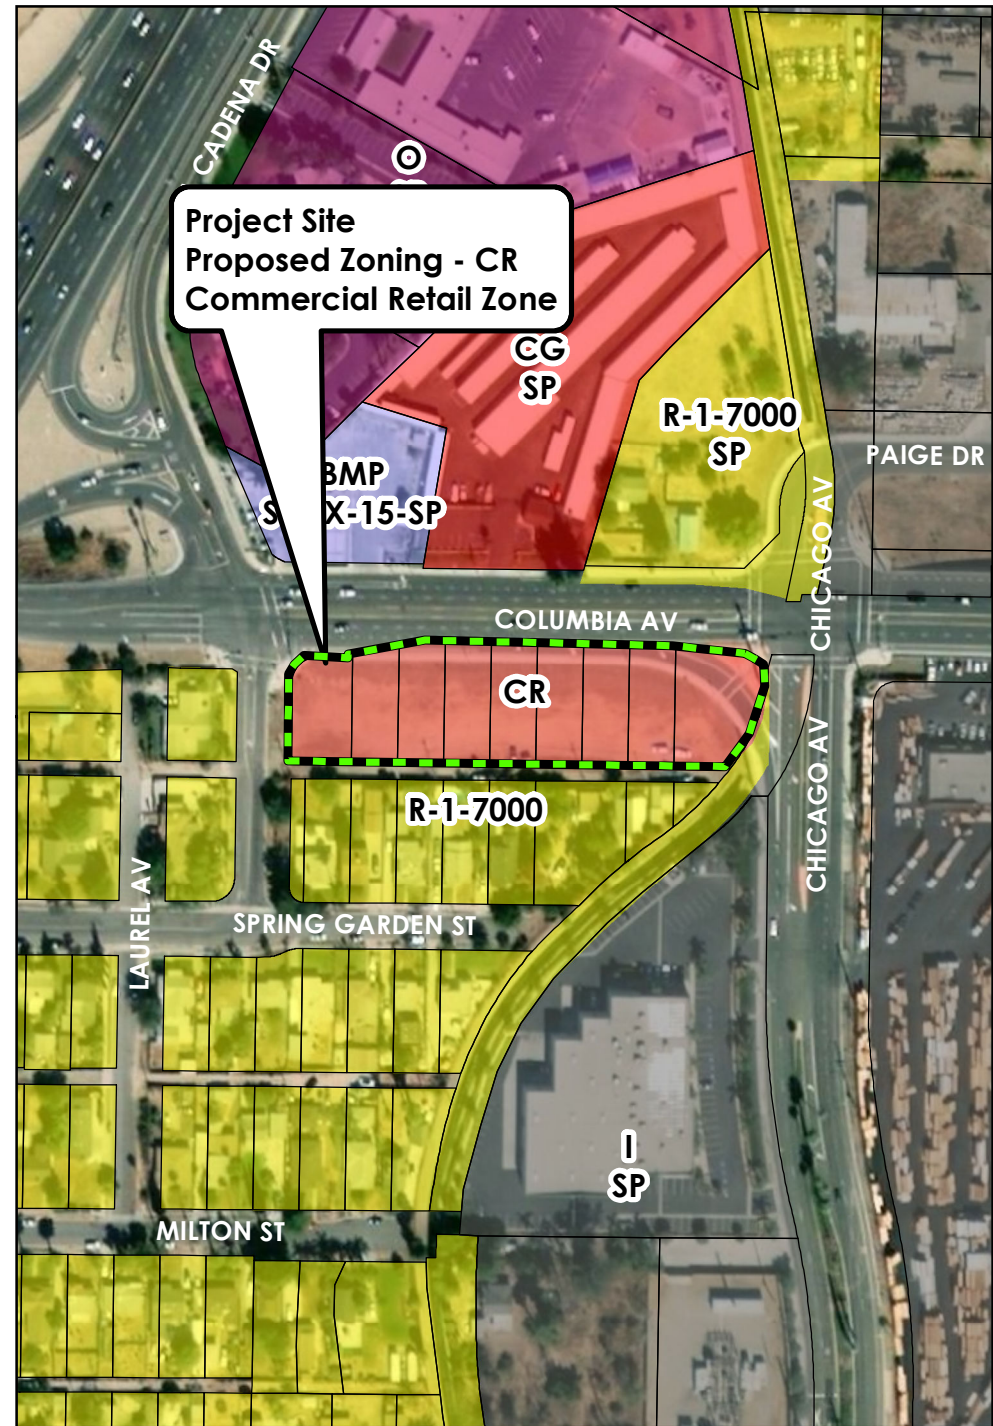 CADENA DR
O
Project Site
Proposed Zoning - CR
Commercial Retail Zone
CG
SP
R-1-7000
SP
PAIGE DR
BMP
X-15-SP
CHICAGO AV
COLUMBIA AV
CR
CHICAGO AV
R-1-7000
LAUREL AV
SPRING GARDEN ST
I
SP
MILTON ST